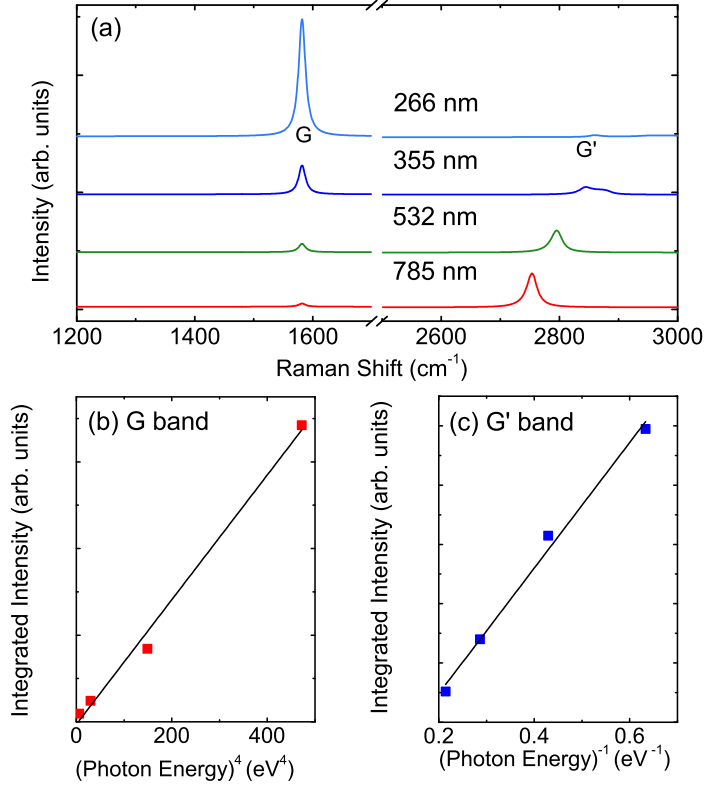 (a)
266 nm
G
G'
355 nm
532 nm
785 nm
Intensity (arb. units)
1200 1400 1600 2600 2800 3000
Raman Shift (cm⁻¹)
(b) G band
Integrated Intensity (arb. units)
0 200 400
(Photon Energy)⁴ (eV⁴)
(c) G' band
Integrated Intensity (arb. units)
0.2 0.4 0.6
(Photon Energy)⁻¹ (eV⁻¹)